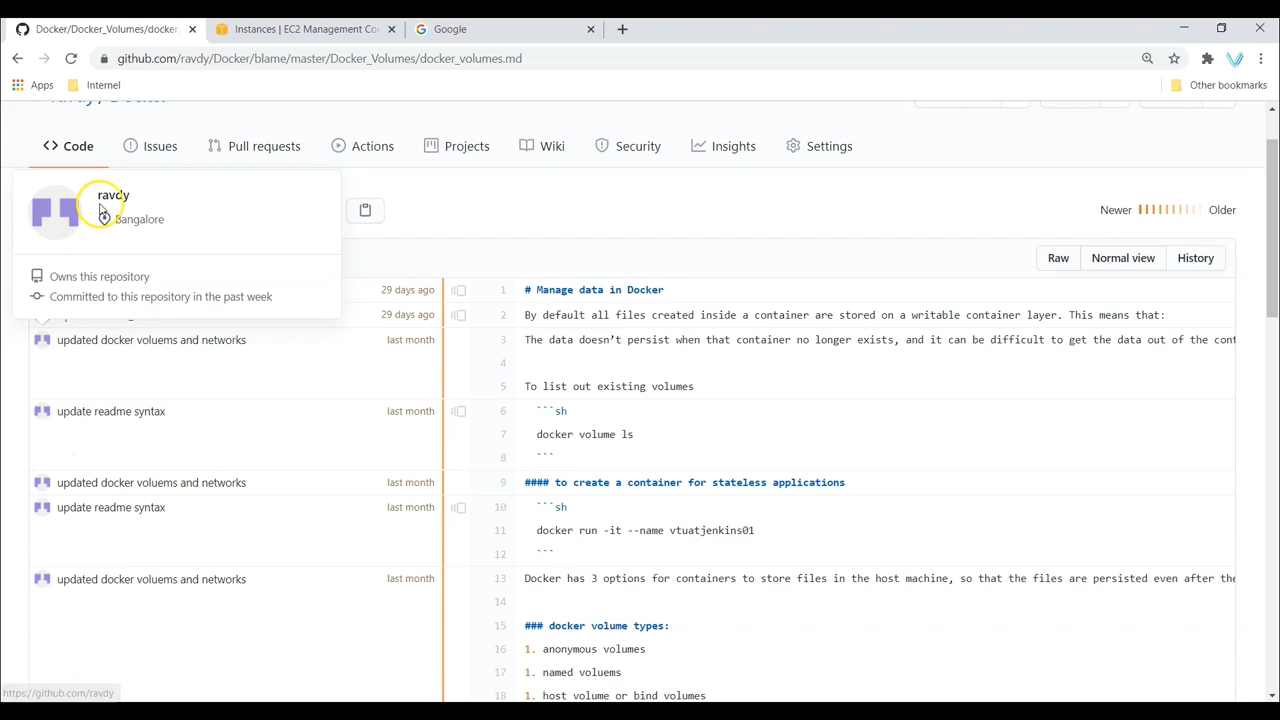 Docker/Docker_Volumes/docker_
Instances | EC2 Management Co
Google
github.com/ravdy/Docker/blame/master/Docker_Volumes/docker_volumes.md
Apps
Internet
Other bookmarks
ravdy / Docker
Code
Issues
Pull requests
Actions
Projects
Wiki
Security
Insights
Settings
ravdy
Bangalore
Owns this repository
Committed to this repository in the past week
Newer
Older
Raw
Normal view
History
29 days ago 1 # Manage data in Docker
29 days ago 2 By default all files created inside a container are stored on a writable container layer. This means that:
updated docker voluems and networks last month 3 The data doesn’t persist when that container no longer exists, and it can be difficult to get the data out of the cont
4
5 To list out existing volumes
update readme syntax last month 6 ```sh
7 docker volume ls
8 ```
updated docker voluems and networks last month 9 #### to create a container for stateless applications
update readme syntax last month 10 ```sh
11 docker run -it --name vtuatjenkins01
12 ```
updated docker voluems and networks last month 13 Docker has 3 options for containers to store files in the host machine, so that the files are persisted even after the
14
15 ### docker volume types:
16 1. anonymous volumes
17 1. named voluems
18 1. host volume or bind volumes
https://github.com/ravdy